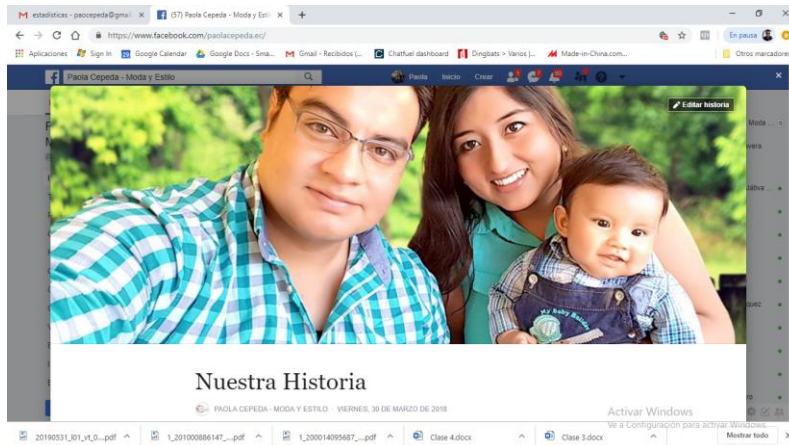 estadísticas - paocepeda@gmai
(57) Paola Cepeda - Moda y Esti
https://www.facebook.com/paolacepeda.ec/
En pausa
Aplicaciones Sign In Google Calendar Google Docs - Sma... Gmail - Recibidos (... Chatfuel dashboard Dingbats > Varios |... Made-in-China.com... Otros marcadores
Paola Cepeda - Moda y Estilo Paola Inicio Crear
Editar historia
My baby
Nuestra Historia
PAOLA CEPEDA - MODA Y ESTILO · VIERNES, 30 DE MARZO DE 2018
Activar Windows
Ve a Configuración para activar Windows.
20190531_I01_vt_0....pdf 1_201000886147_....pdf 1_200014095687_....pdf Clase 4.docx Clase 3.docx Mostrar todo